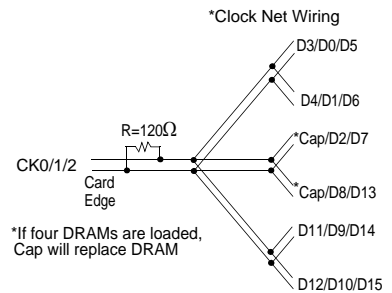 *Clock Net Wiring
D3/D0/D5
D4/D1/D6
R=120Ω
*Cap/D2/D7
CK0/1/2
Card
Edge
*Cap/D8/D13
*If four DRAMs are loaded,
Cap will replace DRAM
D11/D9/D14
D12/D10/D15